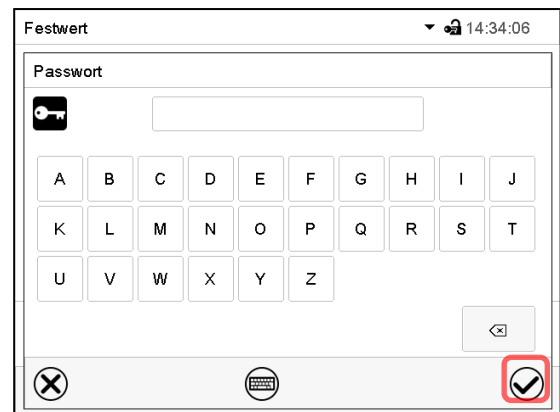 Festwert 14:34:06
Passwort
A B C D E F G H I J
K L M N O P Q R S T
U V W X Y Z